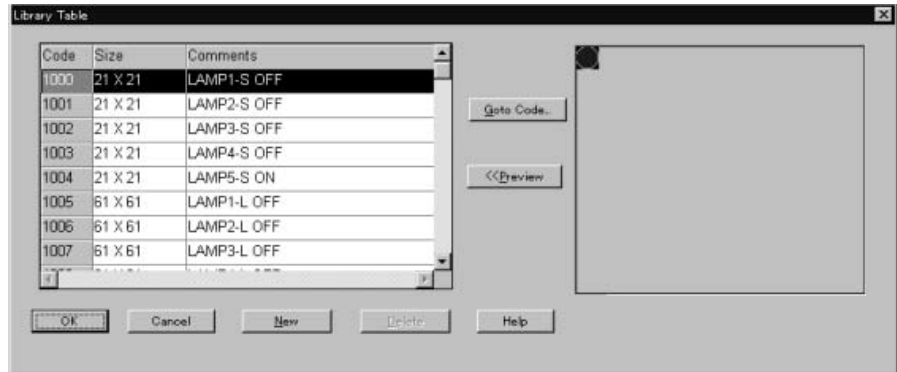 Library Table
Code Size Comments
1000 21 X 21 LAMP1-S OFF
1001 21 X 21 LAMP2-S OFF
1002 21 X 21 LAMP3-S OFF
1003 21 X 21 LAMP4-S OFF
1004 21 X 21 LAMP5-S ON
1005 61 X 61 LAMP1-L OFF
1006 61 X 61 LAMP2-L OFF
1007 61 X 61 LAMP3-L OFF
Goto Code..
<<Preview
OK Cancel New Delete Help